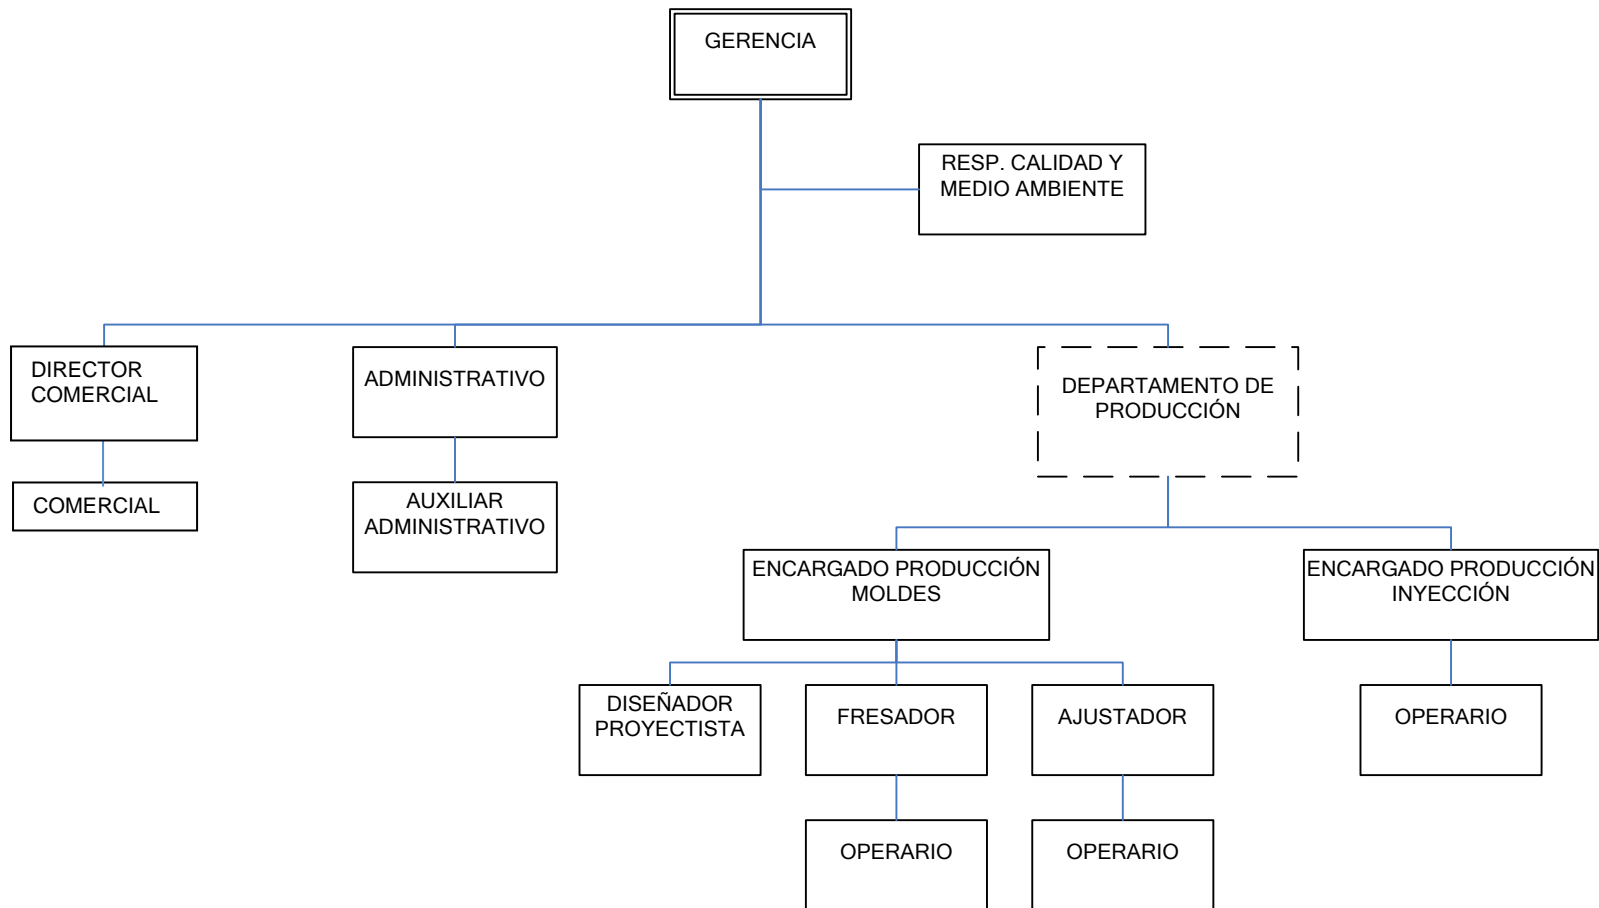 GERENCIA
RESP. CALIDAD Y
MEDIO AMBIENTE
DIRECTOR
COMERCIAL
ADMINISTRATIVO
DEPARTAMENTO DE
PRODUCCIÓN
COMERCIAL
AUXILIAR
ADMINISTRATIVO
ENCARGADO PRODUCCIÓN
MOLDES
ENCARGADO PRODUCCIÓN
INYECCIÓN
DISEÑADOR
PROYECTISTA
FRESADOR
AJUSTADOR
OPERARIO
OPERARIO
OPERARIO